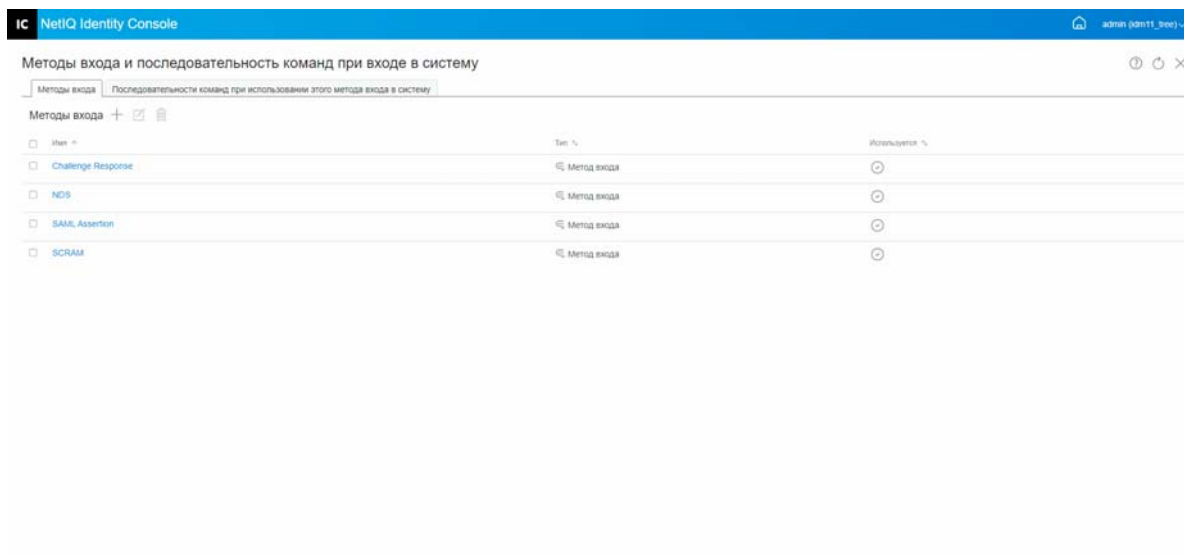 IC NetIQ Identity Console admin (idm11_tree)
Методы входа и последовательность команд при входе в систему
Методы входа Последовательности команд при использовании этого метода входа в систему
Методы входа
Имя Тип Используется
Challenge Response Метод входа
NDS Метод входа
SAML Assertion Метод входа
SCRAM Метод входа